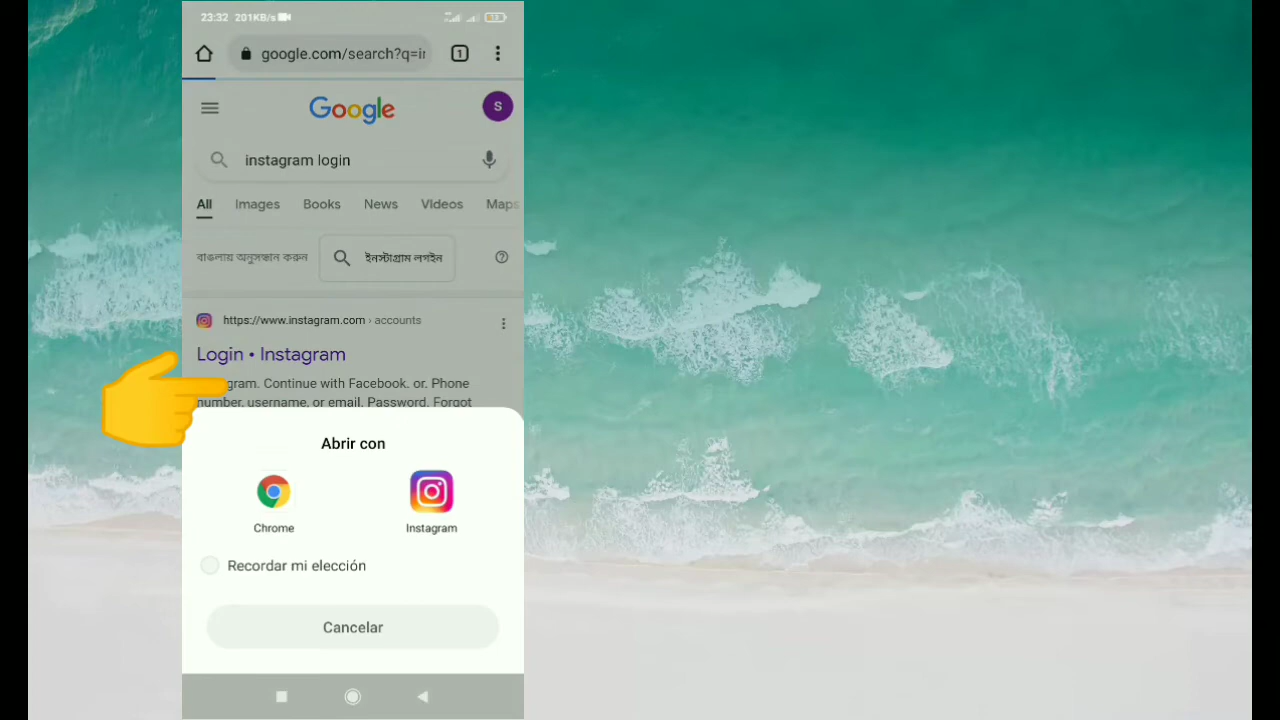 23:32 201KB/s 12
google.com/search?q=i 1
Google S
instagram login
All Images Books News Videos Maps
বাঙলায় অনুসন্ধান করুন ইনস্টাগ্রাম লগইন
https://www.instagram.com › accounts
Login • Instagram
gram. Continue with Facebook. or. Phone
number, username, or email. Password. Forgot
Abrir con
Chrome Instagram
Recordar mi elección
Cancelar